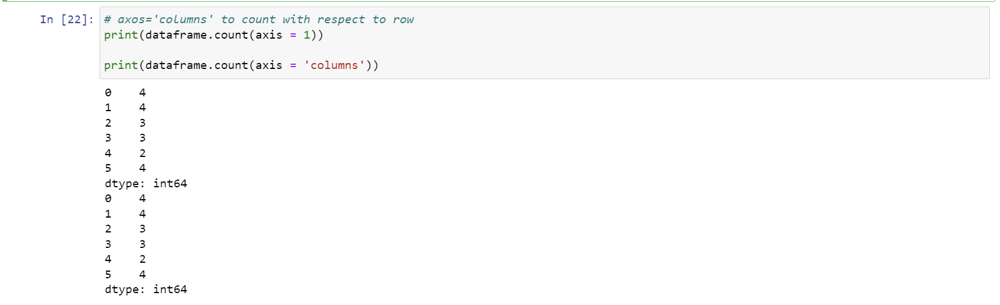 In [22]: # axos='columns' to count with respect to row
print(dataframe.count(axis = 1))
print(dataframe.count(axis = 'columns'))
0    4
1    4
2    3
3    3
4    2
5    4
dtype: int64
0    4
1    4
2    3
3    3
4    2
5    4
dtype: int64